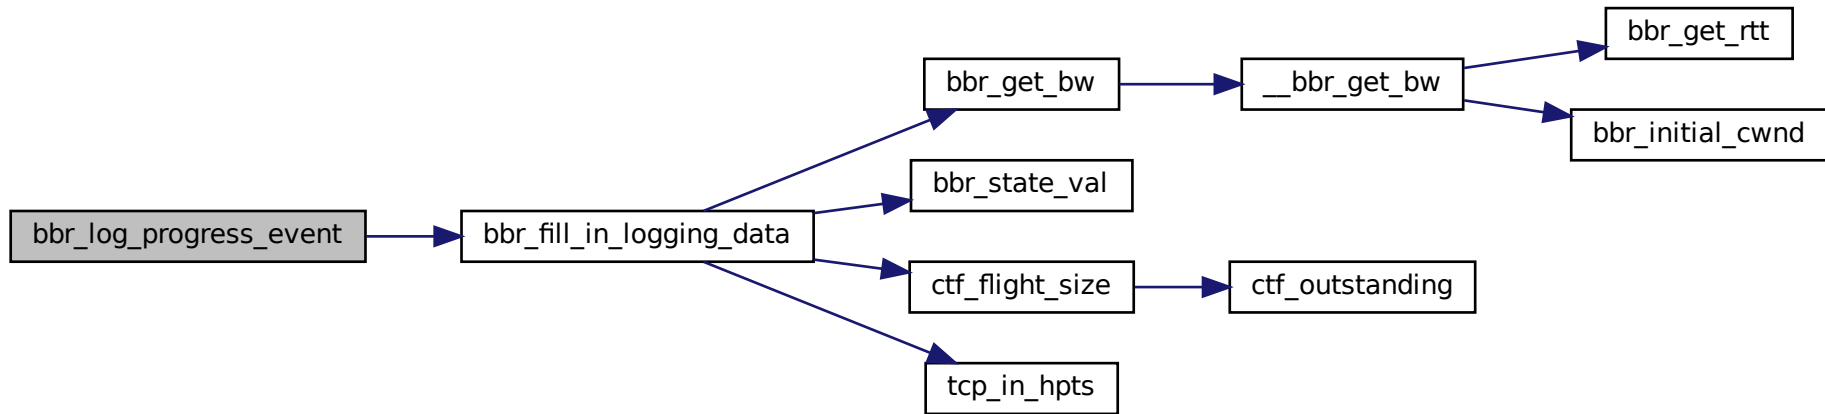 bbr_log_progress_event
bbr_fill_in_logging_data
bbr_get_bw
__bbr_get_bw
bbr_get_rtt
bbr_initial_cwnd
bbr_state_val
ctf_flight_size
ctf_outstanding
tcp_in_hpts